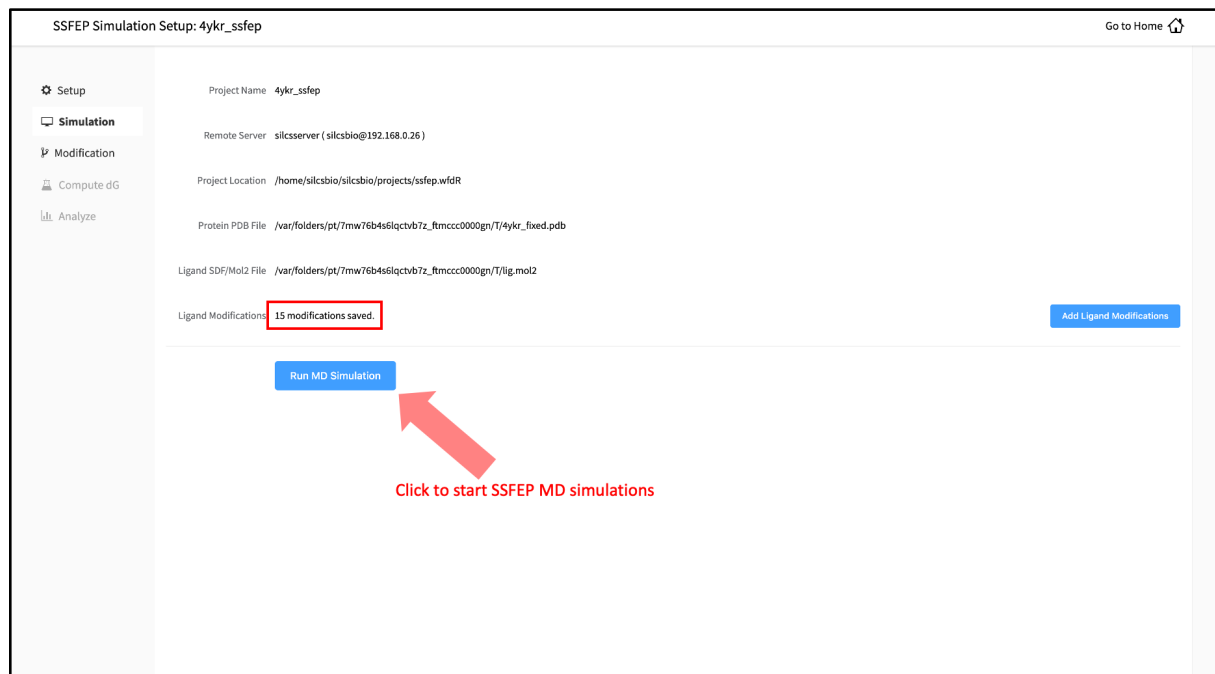 SSFEP Simulation Setup: 4ykr_ssfep
Go to Home
Setup
Simulation
Modification
Compute dG
Analyze
Project Name 4ykr_ssfep
Remote Server silcsserver ( silcsbio@192.168.0.26 )
Project Location /home/silcsbio/silcsbio/projects/ssfep.wfdR
Protein PDB File /var/folders/pt/7mw76b4s6lqctvb7z_ftmccc0000gn/T/4ykr_fixed.pdb
Ligand SDF/Mol2 File /var/folders/pt/7mw76b4s6lqctvb7z_ftmccc0000gn/T/lig.mol2
Ligand Modifications 15 modifications saved.
Add Ligand Modifications
Run MD Simulation
Click to start SSFEP MD simulations